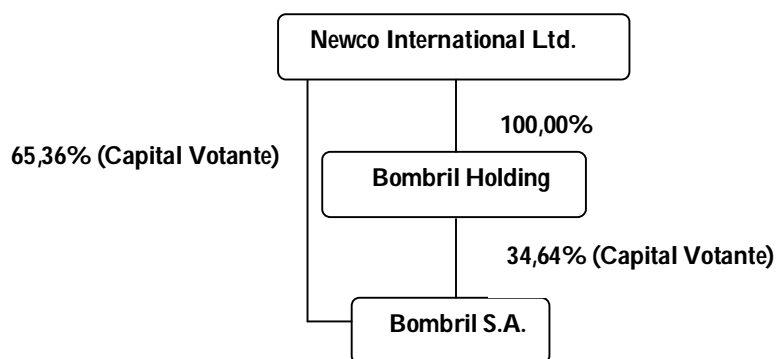 Newco International Ltd.
100,00%
65,36% (Capital Votante)
Bombril Holding
34,64% (Capital Votante)
Bombril S.A.